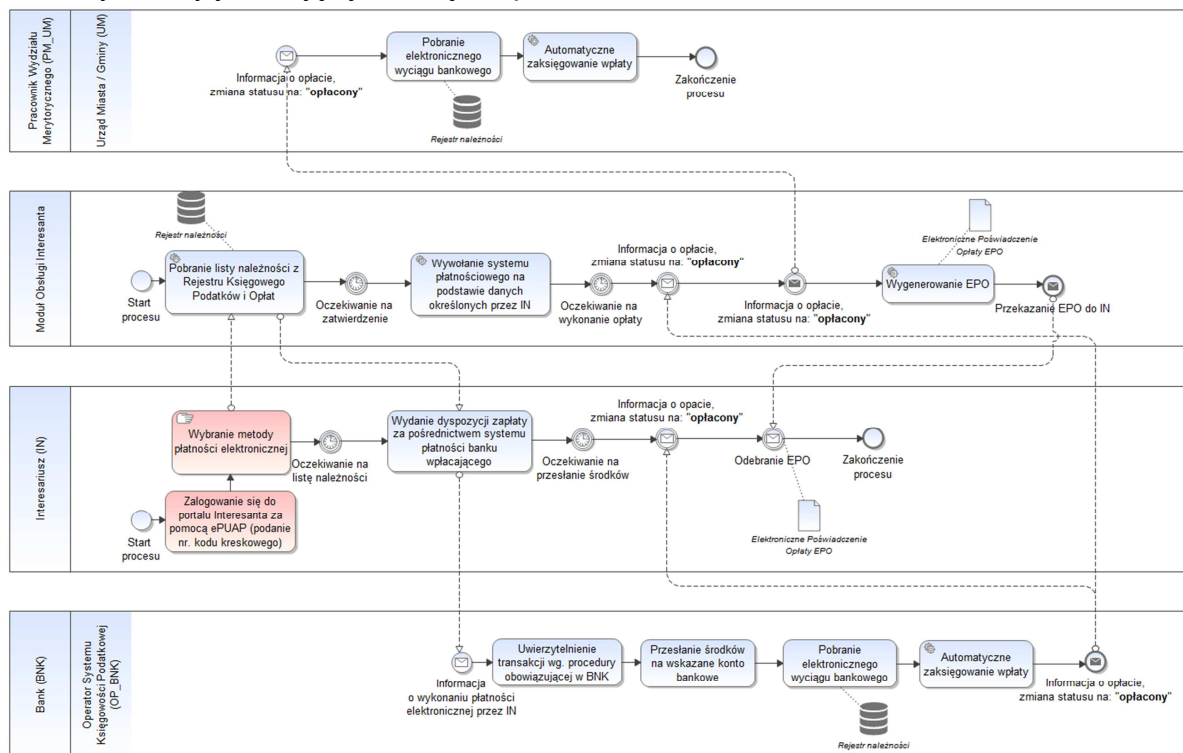 Pracownik Wydziału
Merytorycznego (PM_UM)
Urząd Miasta / Gminy (UM)
Informacja o opłacie,
zmiana statusu na: "opłacony"
Pobranie
elektronicznego
wyciągu bankowego
Rejestr należności
Automatyczne
zaksięgowanie wpłaty
Zakończenie
procesu
Moduł Obsługi Interesanta
Start
procesu
Rejestr należności
Pobranie listy należności z
Rejestru Księgowego
Podatków i Opłat
Oczekiwanie na
zatwierdzenie
Wywołanie systemu
płatnościowego na
podstawie danych
określonych przez IN
Oczekiwanie na
wykonanie opłaty
Informacja o opłacie,
zmiana statusu na: "opłacony"
Informacja o opłacie,
zmiana statusu na: "opłacony"
Elektroniczne Poświadczenie
Opłaty EPO
Wygenerowanie EPO
Przekazanie EPO do IN
Interesariusz (IN)
Start
procesu
Wybranie metody
płatności elektronicznej
Zalogowanie się do
portalu Interesanta za
pomocą ePUAP (podanie
nr. kodu kreskowego)
Oczekiwanie na
listę należności
Wydanie dyspozycji zapłaty
za pośrednictwem systemu
płatności banku
wpłacającego
Oczekiwanie na
przesłanie środków
Informacja o opacie,
zmiana statusu na: "opłacony"
Odebranie EPO
Elektroniczne Poświadczenie
Opłaty EPO
Zakończenie
procesu
Bank (BNK)
Operator Systemu
Księgowości Podatkowej
(OP_BNK)
Informacja
o wykonaniu płatności
elektronicznej przez IN
Uwierzytelnienie
transakcji wg. procedury
obowiązującej w BNK
Przesłanie środków
na wskazane konto
bankowe
Pobranie
elektronicznego
wyciągu bankowego
Rejestr należności
Automatyczne
zaksięgowanie wpłaty
Informacja o opłacie,
zmiana statusu na: "opłacony"